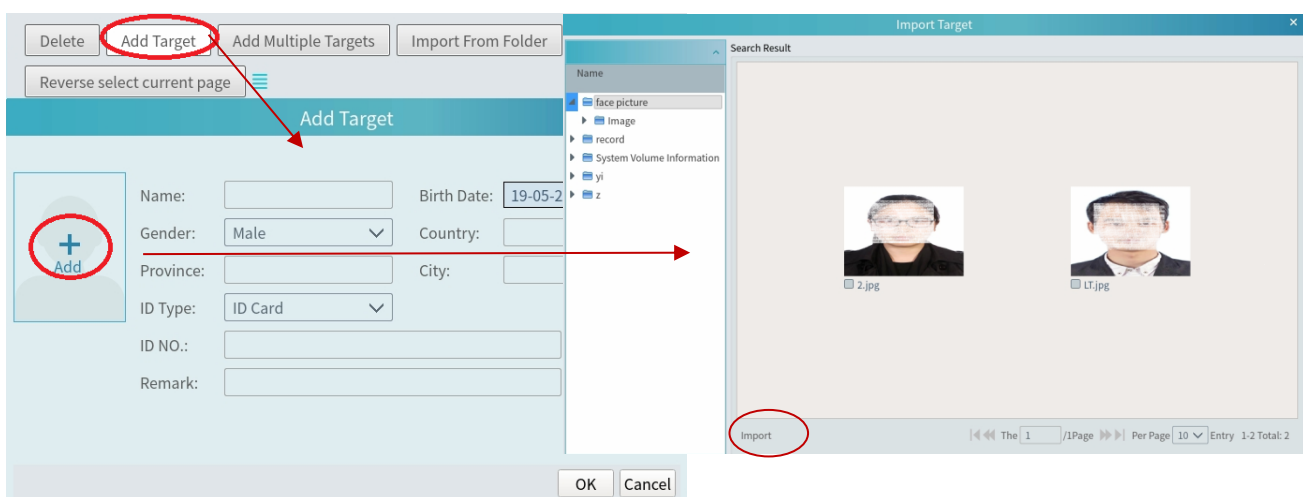 Delete
Add Target
Add Multiple Targets
Import From Folder
Reverse select current page
Add Target
Add
Name:
Birth Date: 19-05-2
Gender: Male
Country:
Province:
City:
ID Type: ID Card
ID NO.:
Remark:
OK
Cancel
Import Target
×
Search Result
Name
face picture
Image
record
System Volume Information
yi
z
2.jpg
LT.jpg
Import
The 1 /1Page Per Page 10 Entry 1-2 Total: 2